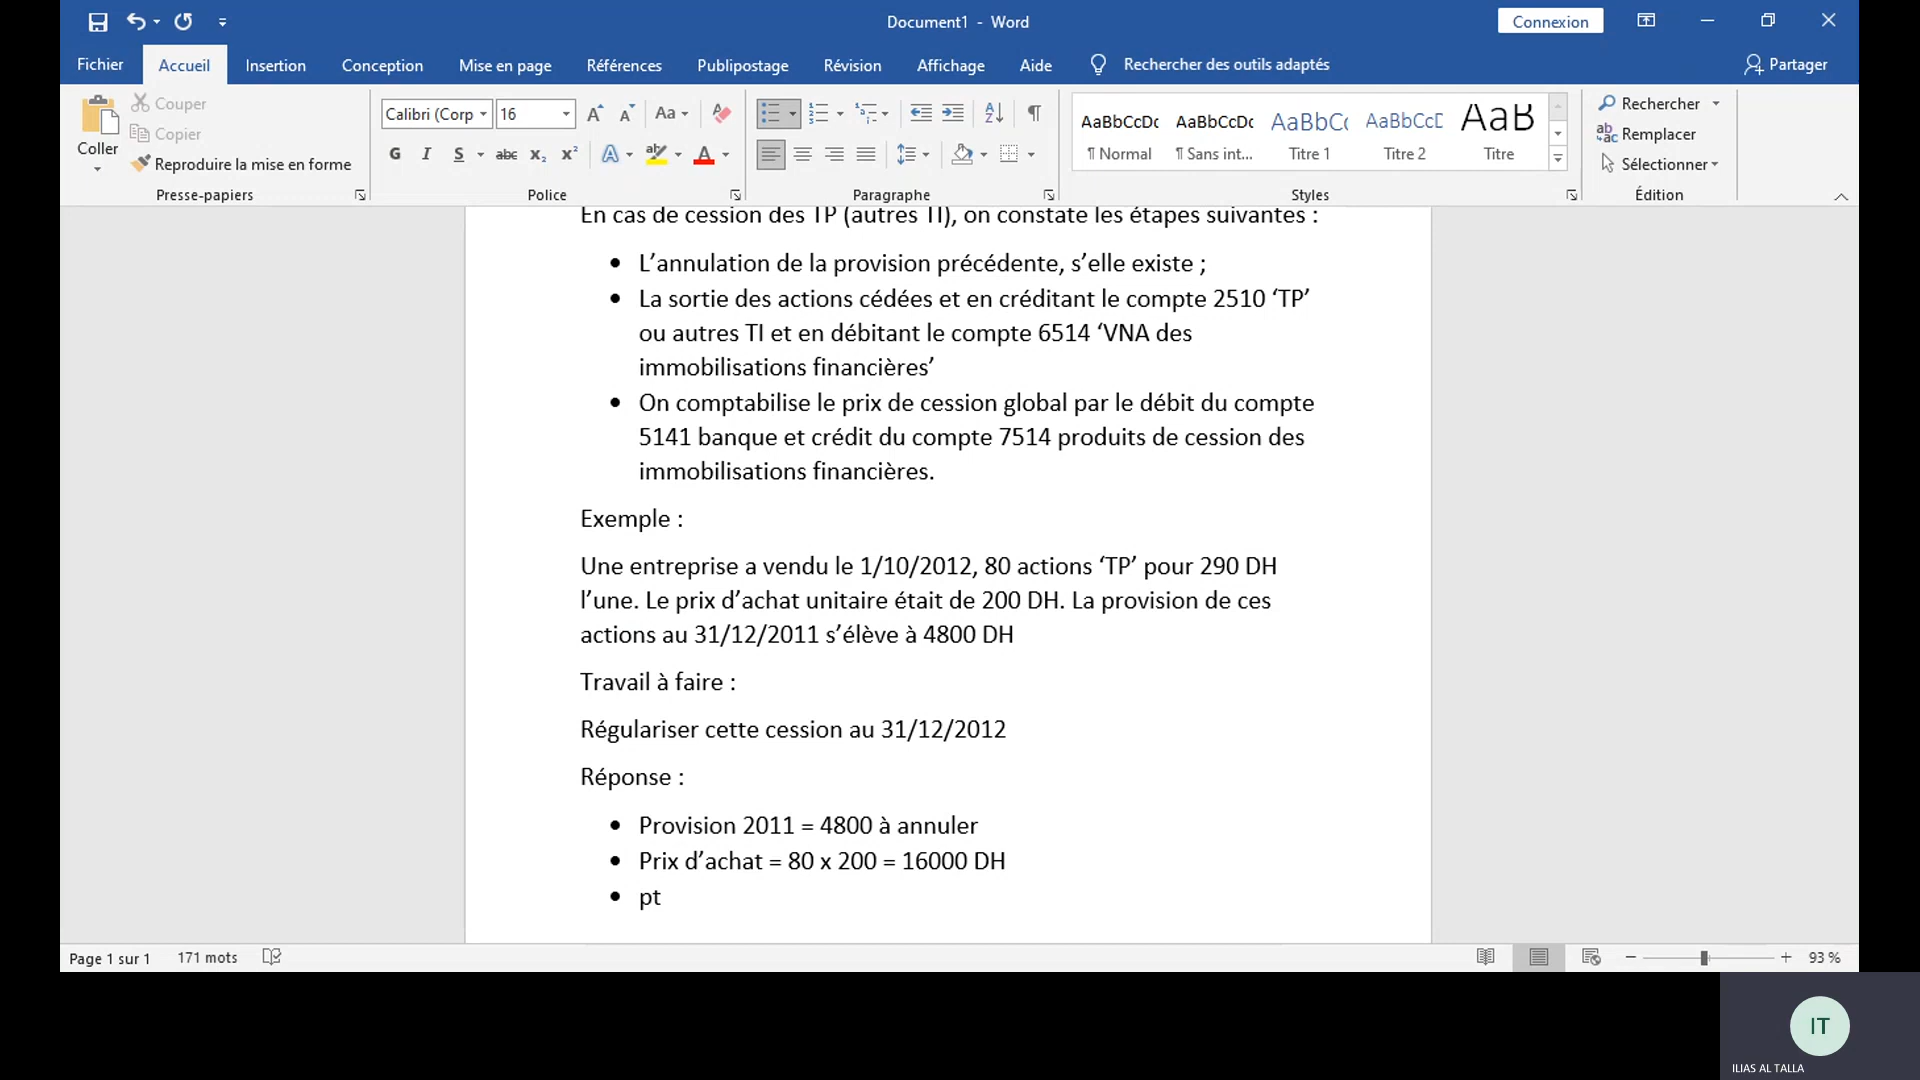 Document1 - Word
Connexion
Fichier Accueil Insertion Conception Mise en page Références Publipostage Révision Affichage Aide Rechercher des outils adaptés Partager
Coller
Couper
Copier
Reproduire la mise en forme
Presse-papiers
Calibri (Corp 16
G I S abc x₂ x²
Police
Paragraphe
AaBbCcDc AaBbCcDc AaBbCc AaBbCcD AaB
¶ Normal ¶ Sans int... Titre 1 Titre 2 Titre
Styles
Rechercher
Remplacer
Sélectionner
Édition
En cas de cession des TP (autres TI), on constate les étapes suivantes :
• L’annulation de la provision précédente, s’elle existe ;
• La sortie des actions cédées et en créditant le compte 2510 ‘TP’
ou autres TI et en débitant le compte 6514 ‘VNA des
immobilisations financières’
• On comptabilise le prix de cession global par le débit du compte
5141 banque et crédit du compte 7514 produits de cession des
immobilisations financières.
Exemple :
Une entreprise a vendu le 1/10/2012, 80 actions ‘TP’ pour 290 DH
l’une. Le prix d’achat unitaire était de 200 DH. La provision de ces
actions au 31/12/2011 s’élève à 4800 DH
Travail à faire :
Régulariser cette cession au 31/12/2012
Réponse :
• Provision 2011 = 4800 à annuler
• Prix d’achat = 80 x 200 = 16000 DH
• pt
Page 1 sur 1 171 mots 93 %
IT
ILIAS AL TALLA